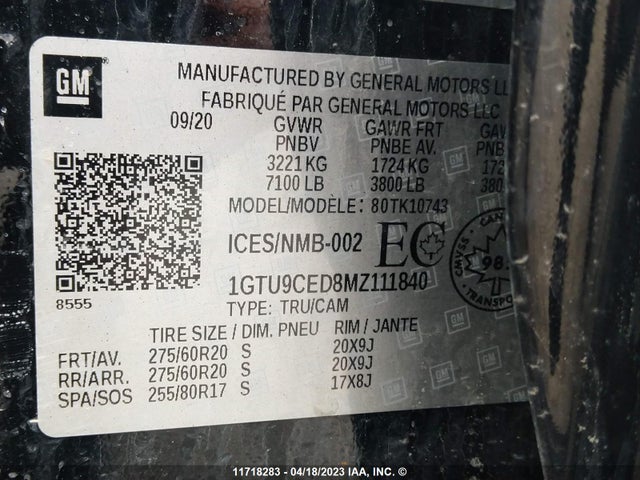 GM
MANUFACTURED BY GENERAL MOTORS
FABRIQUÉ PAR GENERAL MOTORS LLC
09/20 GVWR GAWR FRT
PNBV PNBE AV.
3221 KG 1724 KG
7100 LB 3800 LB
MODEL/MODÈLE: 80TK10743
ICES/NMB-002 EC
1GTU9CED8MZ111840
8555
TYPE: TRU/CAM
CMVSS
TRANSPORT
TIRE SIZE / DIM. PNEU RIM / JANTE
FRT/AV. 275/60R20 S 20X9J
RR/ARR. 275/60R20 S 20X9J
SPA/SOS 255/80R17 S 17X8J
11718283 - 04/18/2023 IAA, INC. ©